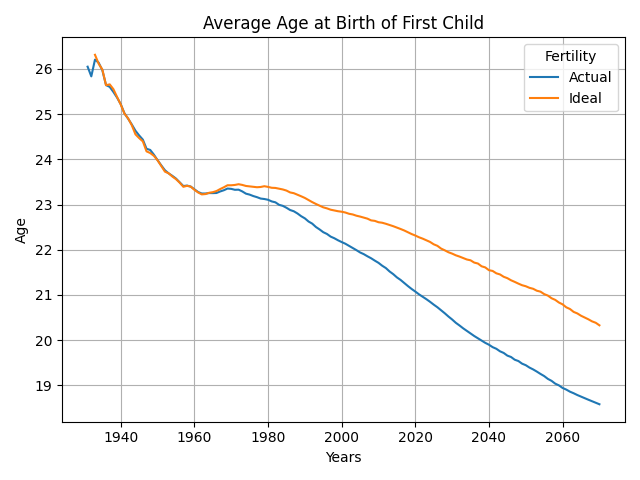 Average Age at Birth of First Child
Fertility
Actual
Ideal
Age
26
25
24
23
22
21
20
19
1940
1960
1980
2000
2020
2040
2060
Years